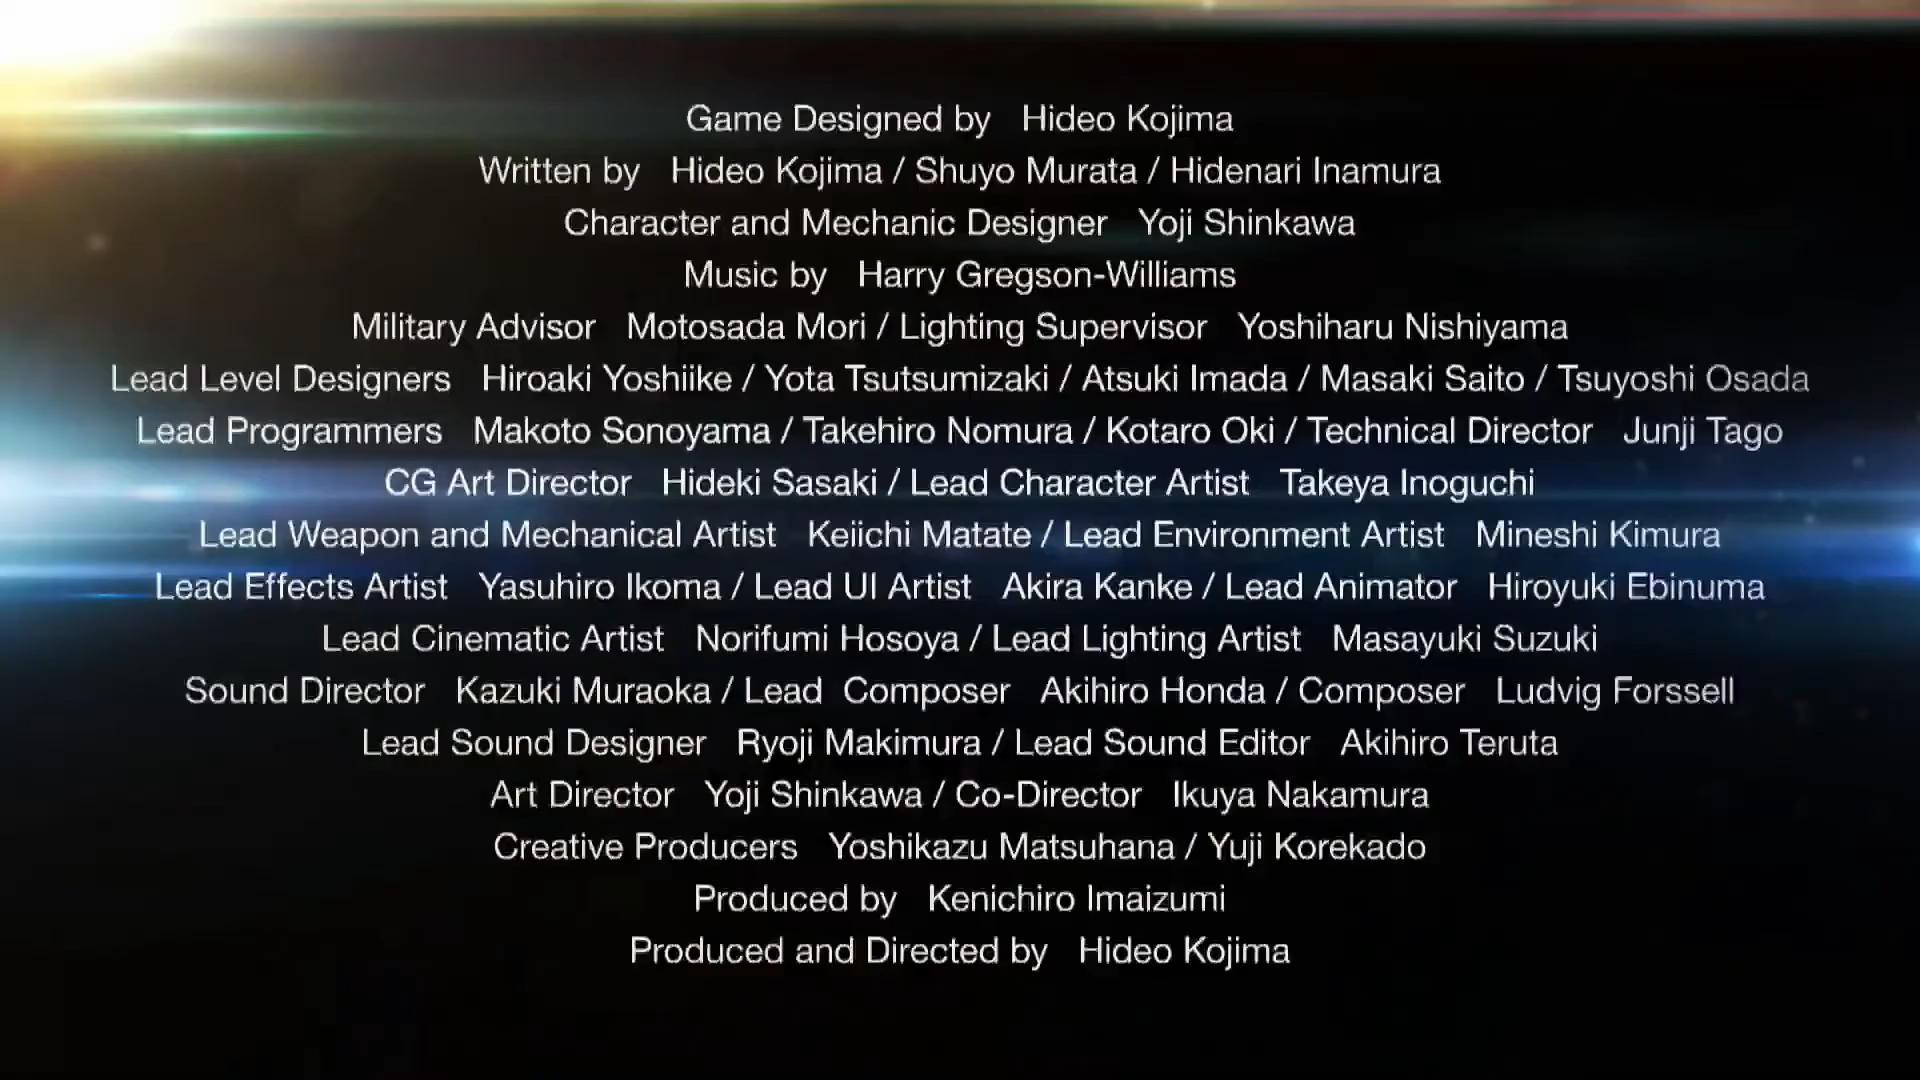 Game Designed by Hideo Kojima
Written by Hideo Kojima / Shuyo Murata / Hidenari Inamura
Character and Mechanic Designer Yoji Shinkawa
Music by Harry Gregson-Williams
Military Advisor Motosada Mori / Lighting Supervisor Yoshiharu Nishiyama
Lead Level Designers Hiroaki Yoshiike / Yota Tsutsumizaki / Atsuki Imada / Masaki Saito / Tsuyoshi Osada
Lead Programmers Makoto Sonoyama / Takehiro Nomura / Kotaro Oki / Technical Director Junji Tago
CG Art Director Hideki Sasaki / Lead Character Artist Takeya Inoguchi
Lead Weapon and Mechanical Artist Keiichi Matate / Lead Environment Artist Mineshi Kimura
Lead Effects Artist Yasuhiro Ikoma / Lead UI Artist Akira Kanke / Lead Animator Hiroyuki Ebinuma
Lead Cinematic Artist Norifumi Hosoya / Lead Lighting Artist Masayuki Suzuki
Sound Director Kazuki Muraoka / Lead Composer Akihiro Honda / Composer Ludvig Forssell
Lead Sound Designer Ryoji Makimura / Lead Sound Editor Akihiro Teruta
Art Director Yoji Shinkawa / Co-Director Ikuya Nakamura
Creative Producers Yoshikazu Matsuhana / Yuji Korekado
Produced by Kenichiro Imaizumi
Produced and Directed by Hideo Kojima